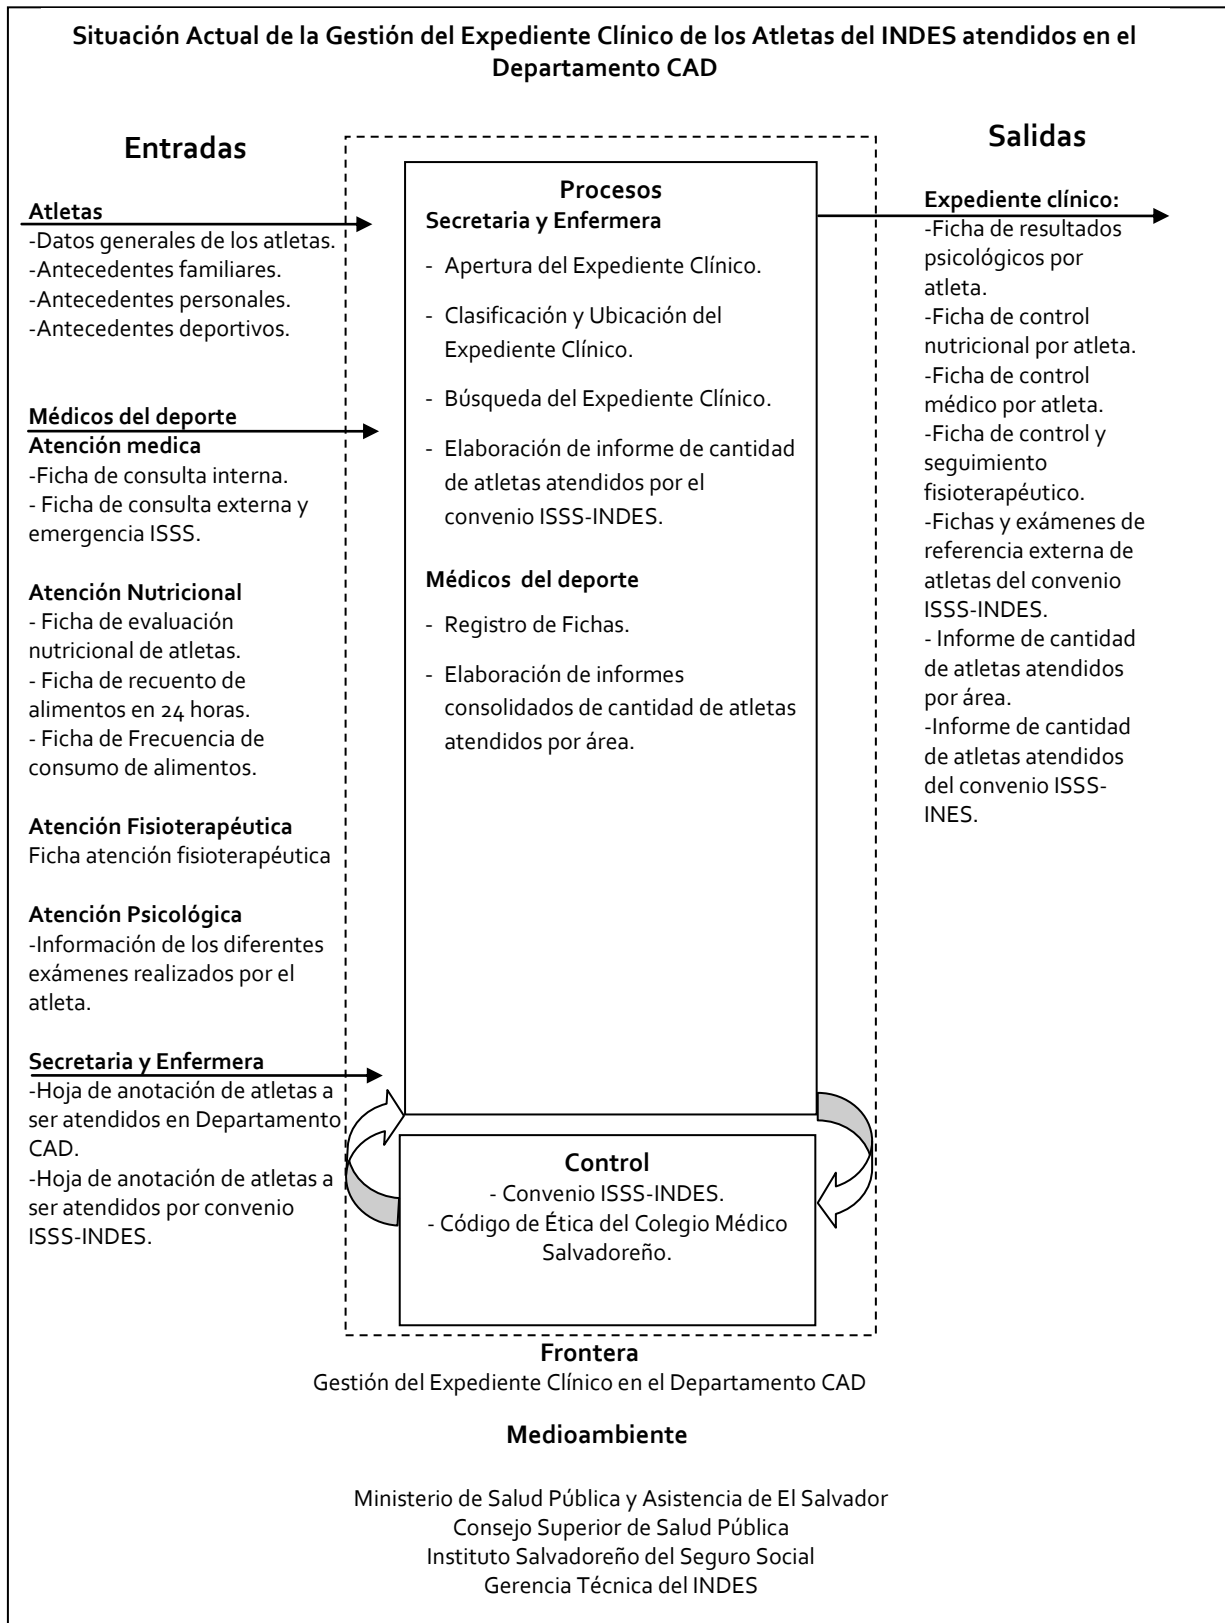 Situación Actual de la Gestión del Expediente Clínico de los Atletas del INDES atendidos en el
Departamento CAD
Entradas
Atletas
-Datos generales de los atletas.
-Antecedentes familiares.
-Antecedentes personales.
-Antecedentes deportivos.
Médicos del deporte
Atención medica
-Ficha de consulta interna.
- Ficha de consulta externa y
emergencia ISSS.
Atención Nutricional
- Ficha de evaluación
nutricional de atletas.
- Ficha de recuento de
alimentos en 24 horas.
- Ficha de Frecuencia de
consumo de alimentos.
Atención Fisioterapéutica
Ficha atención fisioterapéutica
Atención Psicológica
-Información de los diferentes
exámenes realizados por el
atleta.
Secretaria y Enfermera
-Hoja de anotación de atletas a
ser atendidos en Departamento
CAD.
-Hoja de anotación de atletas a
ser atendidos por convenio
ISSS-INDES.
Procesos
Secretaria y Enfermera
- Apertura del Expediente Clínico.
- Clasificación y Ubicación del
Expediente Clínico.
- Búsqueda del Expediente Clínico.
- Elaboración de informe de cantidad
de atletas atendidos por el
convenio ISSS-INDES.
Médicos del deporte
- Registro de Fichas.
- Elaboración de informes
consolidados de cantidad de atletas
atendidos por área.
Control
- Convenio ISSS-INDES.
- Código de Ética del Colegio Médico
Salvadoreño.
Salidas
Expediente clínico:
-Ficha de resultados
psicológicos por
atleta.
-Ficha de control
nutricional por atleta.
-Ficha de control
médico por atleta.
-Ficha de control y
seguimiento
fisioterapéutico.
-Fichas y exámenes de
referencia externa de
atletas del convenio
ISSS-INDES.
- Informe de cantidad
de atletas atendidos
por área.
-Informe de cantidad
de atletas atendidos
del convenio ISSS-
INES.
Frontera
Gestión del Expediente Clínico en el Departamento CAD
Medioambiente
Ministerio de Salud Pública y Asistencia de El Salvador
Consejo Superior de Salud Pública
Instituto Salvadoreño del Seguro Social
Gerencia Técnica del INDES